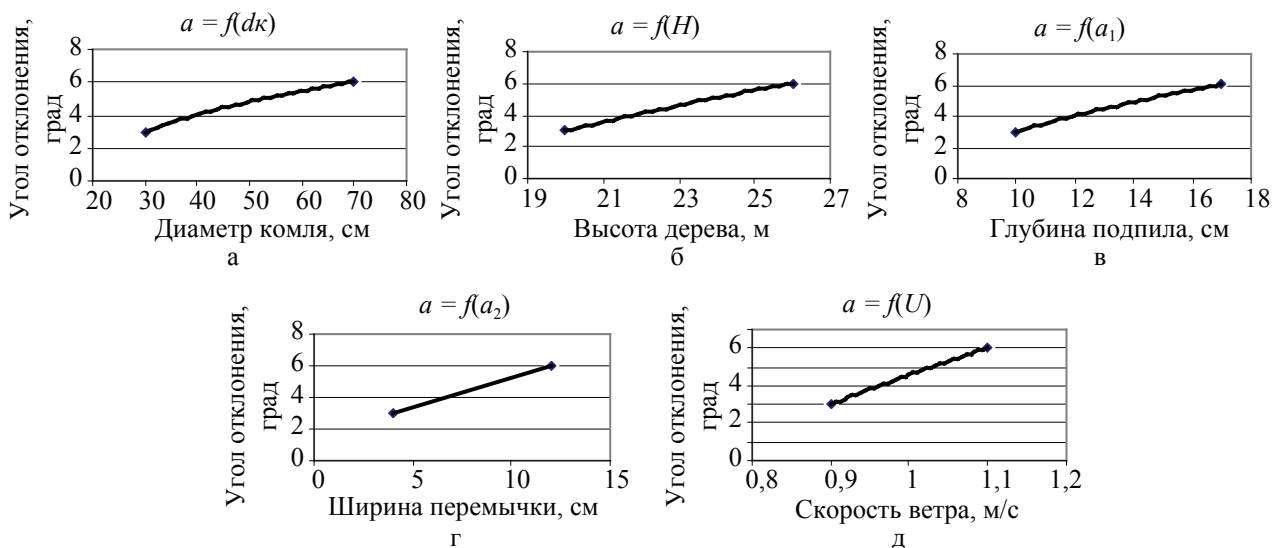 a = f(dк)
Угол отклонения, град
8
6
4
2
0
20 30 40 50 60 70 80
Диаметр комля, см
а
a = f(H)
Угол отклонения, град
8
6
4
2
0
19 21 23 25 27
Высота дерева, м
б
a = f(a₁)
Угол отклонения, град
8
6
4
2
0
8 10 12 14 16 18
Глубина подпила, см
в
a = f(a₂)
Угол отклонения, град
8
6
4
2
0
0 5 10 15
Ширина перемычки, см
г
a = f(U)
Угол отклонения, град
6
4
2
0
0,8 0,9 1 1,1 1,2
Скорость ветра, м/с
д